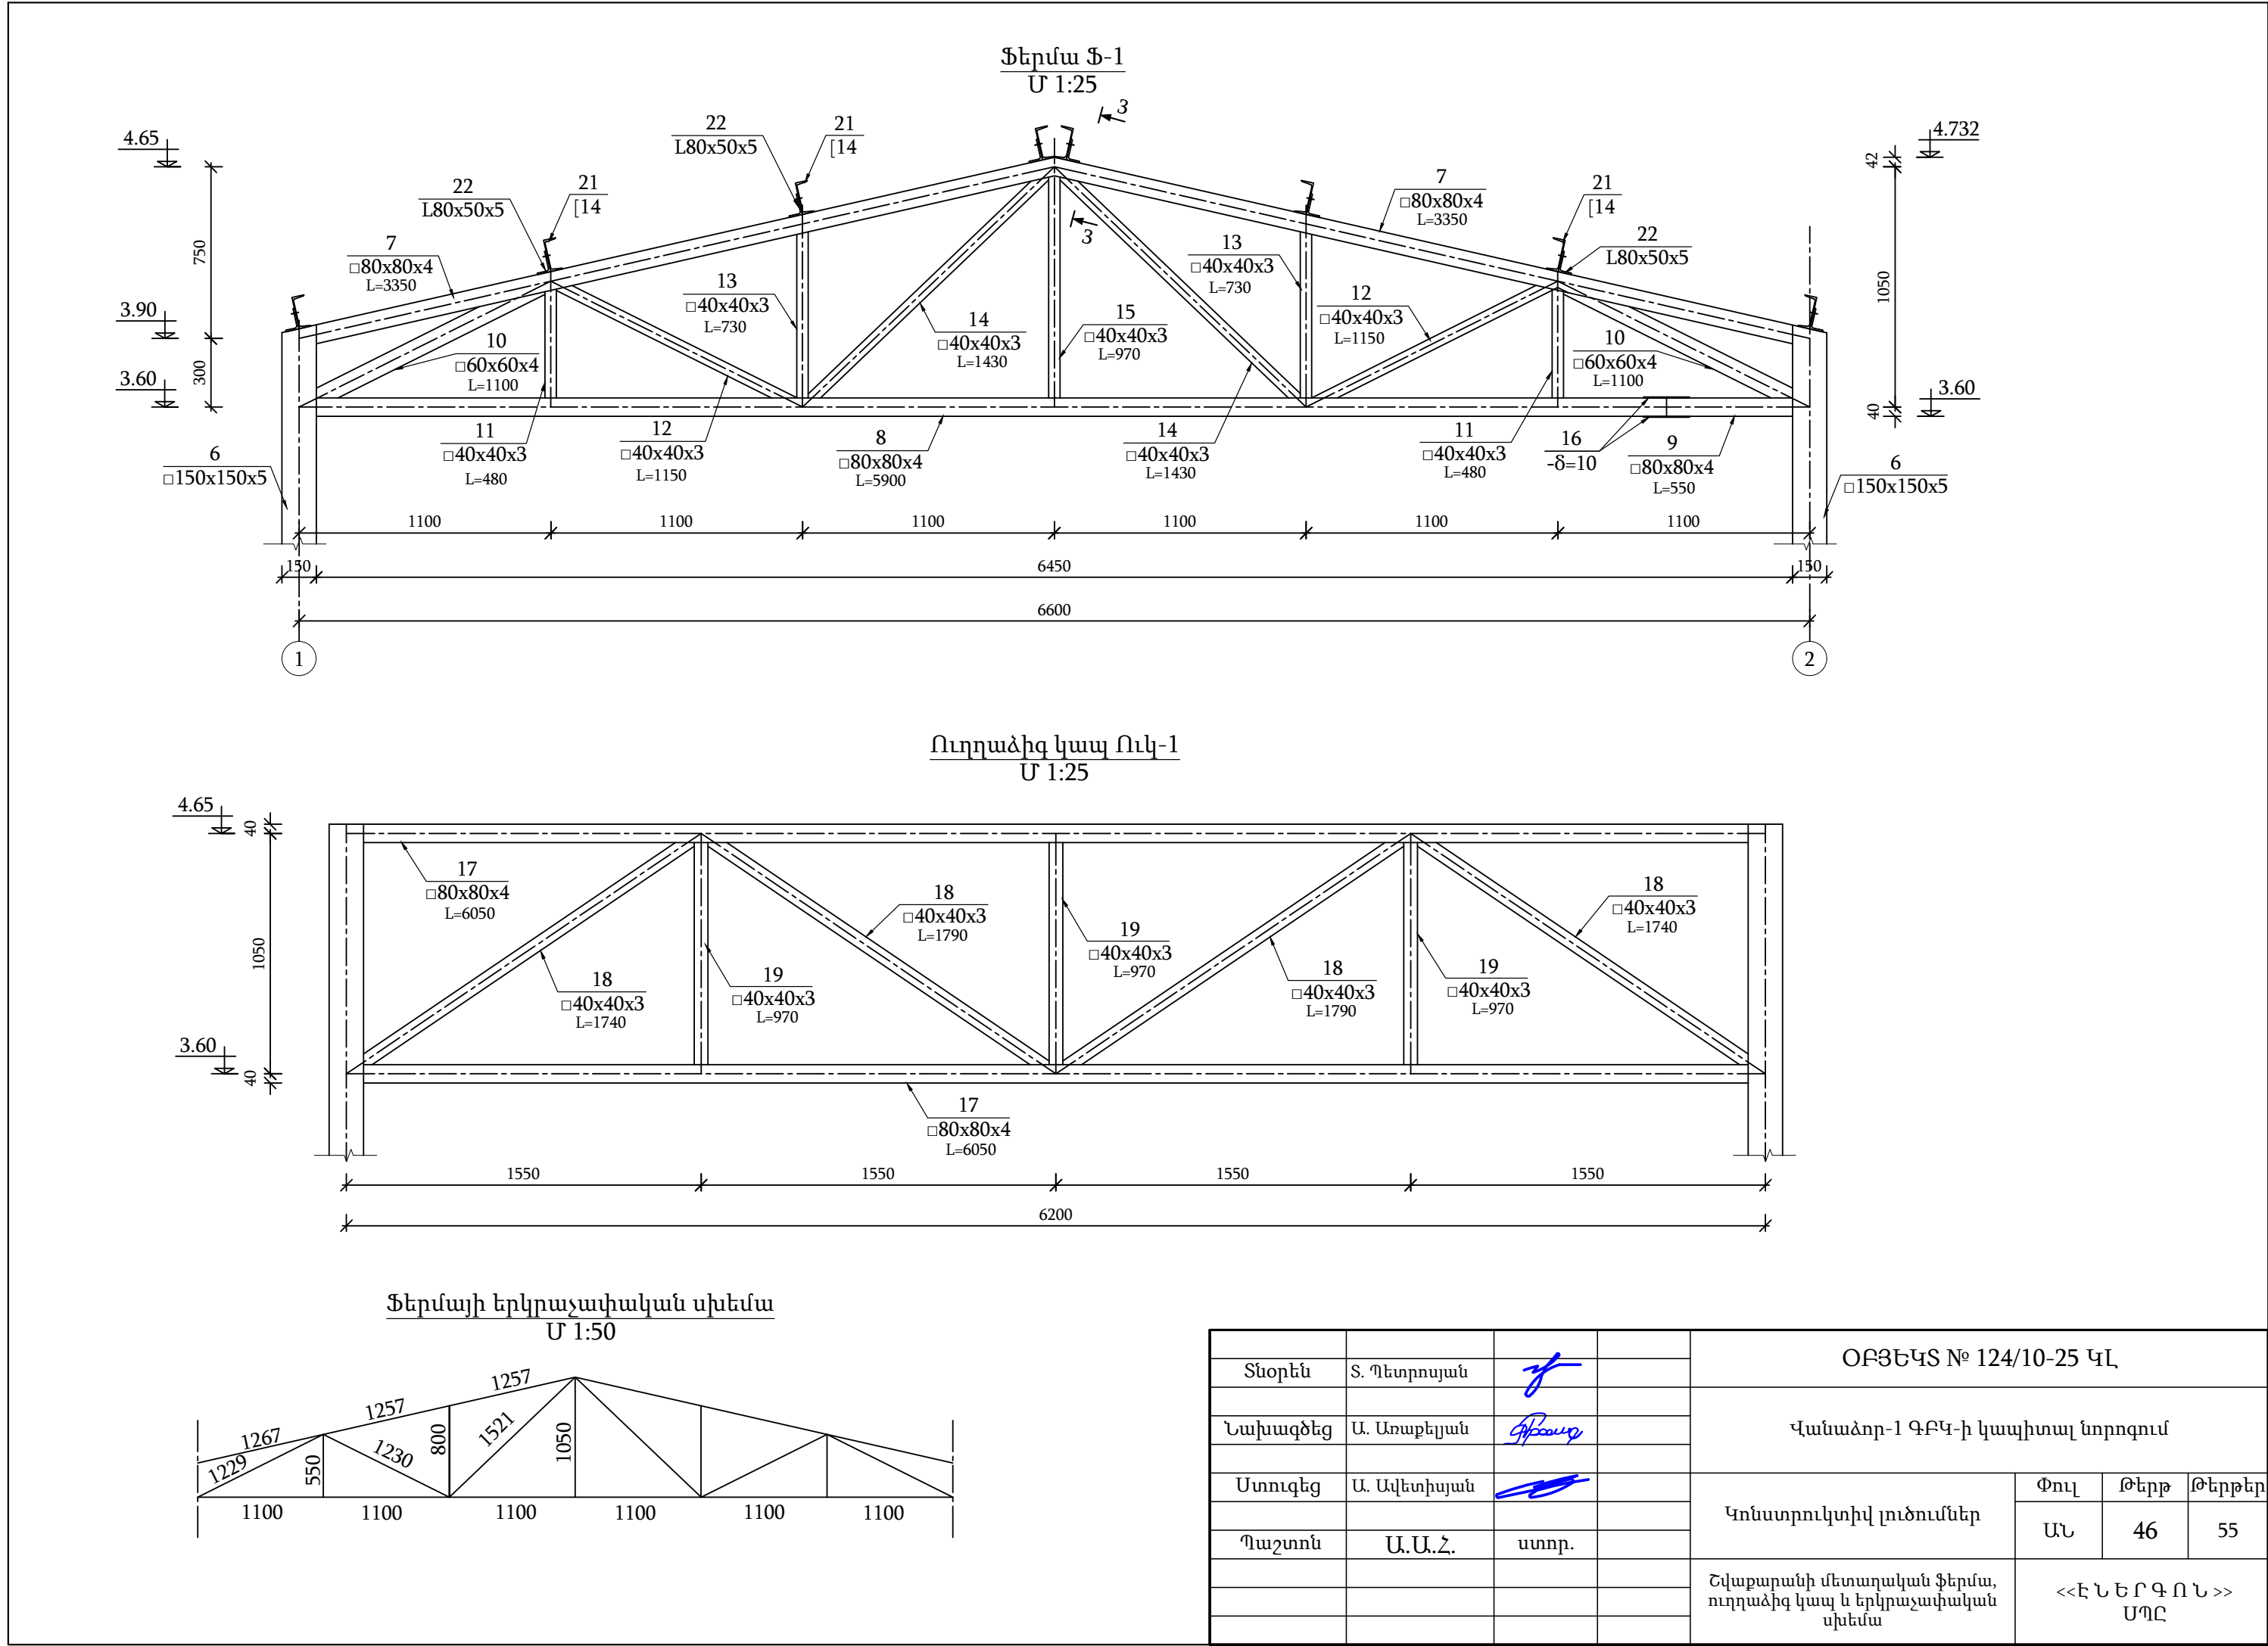 Ֆերմա Ֆ-1
Մ 1:25
3
3
4.65
3.90
3.60
750
300
4.732
42
1050
40
3.60
22
L80x50x5
21
[14
22
L80x50x5
21
[14
7
□80x80x4
L=3350
7
□80x80x4
L=3350
21
[14
22
L80x50x5
13
□40x40x3
L=730
13
□40x40x3
L=730
12
□40x40x3
L=1150
10
□60x60x4
L=1100
14
□40x40x3
L=1430
15
□40x40x3
L=970
10
□60x60x4
L=1100
6
□150x150x5
11
□40x40x3
L=480
12
□40x40x3
L=1150
8
□80x80x4
L=5900
14
□40x40x3
L=1430
11
□40x40x3
L=480
16
-δ=10
9
□80x80x4
L=550
6
□150x150x5
1100 1100 1100 1100 1100 1100
150 6450 150
6600
1 2
Ուղղաձիգ կապ Ուկ-1
Մ 1:25
4.65
40
1050
3.60
40
17
□80x80x4
L=6050
18
□40x40x3
L=1740
19
□40x40x3
L=970
18
□40x40x3
L=1790
19
□40x40x3
L=970
18
□40x40x3
L=1790
19
□40x40x3
L=970
18
□40x40x3
L=1740
17
□80x80x4
L=6050
1550 1550 1550 1550
6200
Ֆերմայի երկրաչափական սխեմա
Մ 1:50
1267 1257 1257
1229 550 1230 800 1521 1050
1100 1100 1100 1100 1100 1100
ՕԲՅԵԿՏ № 124/10-25 ԿԼ
Տնօրեն Տ. Պետրոսյան
Նախագծեց Ա. Առաքելյան
Վանաձոր-1 ԳԲԿ-ի կապիտալ նորոգում
Ստուգեց Ա. Ավետիսյան
Կոնստրուկտիվ լուծումներ
Փուլ Թերթ Թերթեր
ԱՆ 46 55
Պաշտոն Ա.Ա.Հ. ստոր.
Շվաքարանի մետաղական ֆերմա,
ուղղաձիգ կապ և երկրաչափական
սխեմա
<<Է Ն Ե Ր Գ Ո Ն >>
ՍՊԸ